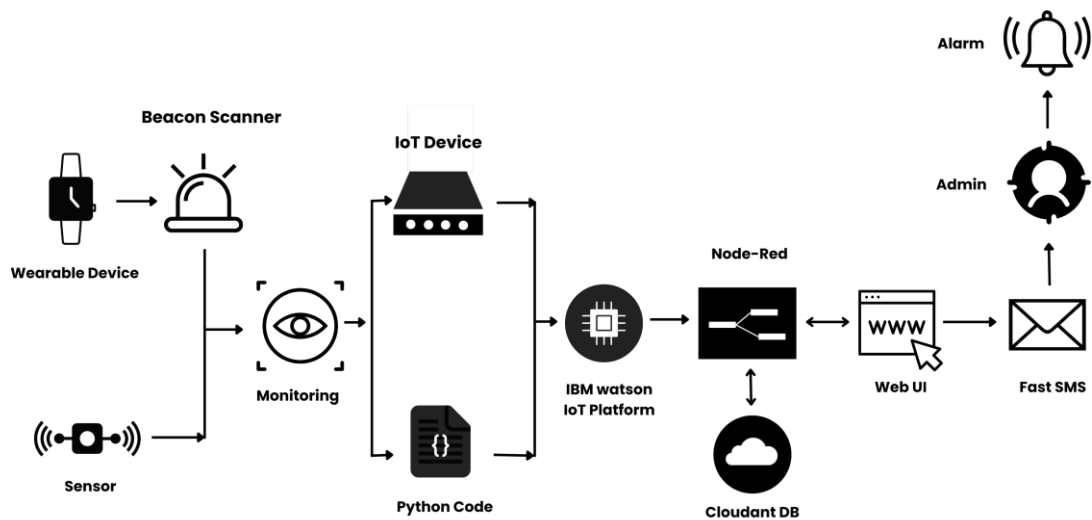 Alarm
Beacon Scanner
IoT Device
Admin
Node-Red
Wearable Device
WWW
Monitoring
IBM watson
IoT Platform
Web UI
Fast SMS
{}
Sensor
Python Code
Cloudant DB